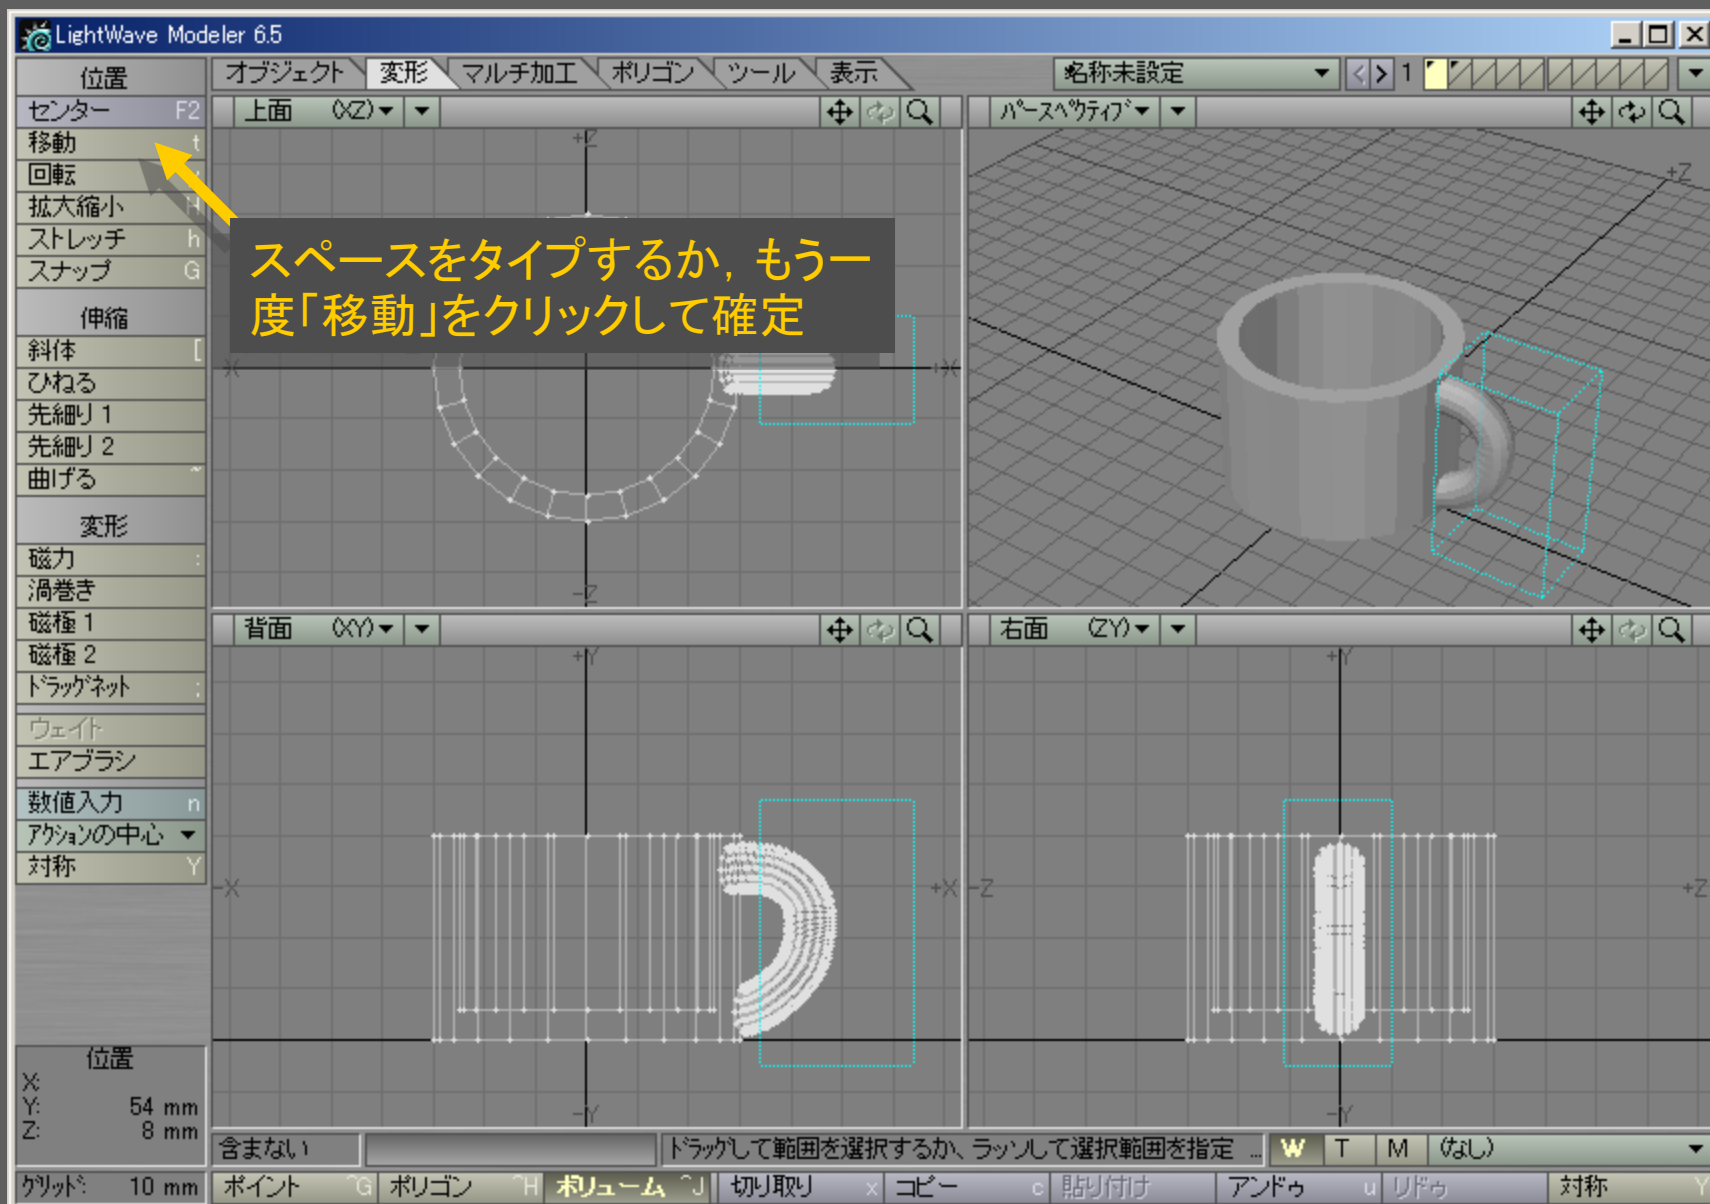 LightWave Modeler 6.5
位置
オブジェクト
変形
マルチ加工
ポリゴン
ツール
表示
名称未設定
< > 1
センター F2
移動 t
回転
拡大縮小 H
ストレッチ h
スナップ G
伸縮
斜体 [
ひねる
先細り 1
先細り 2
曲げる ~
変形
磁力 :
渦巻き
磁極 1
磁極 2
ドラッグネット ;
ウェイト
エアブラシ
数値入力 n
アクションの中心
対称 Y
上面 (XZ)
+Z
-X
+X
-Z
スペースをタイプするか, もう一
度「移動」をクリックして確定
パースペクティブ
+Z
背面 (XY)
+Y
-X
+X
-Y
右面 (ZY)
+Y
-Z
+Z
-Y
位置
X:
Y: 54 mm
Z: 8 mm
グリッド: 10 mm
含まない
ドラッグして範囲を選択するか、ラッソして選択範囲を指定 ...
W T M (なし)
ポイント ^G
ポリゴン ^H
ボリューム ^J
切り取り x
コピー c
貼り付け
アンドゥ u
リドゥ
対称 Y